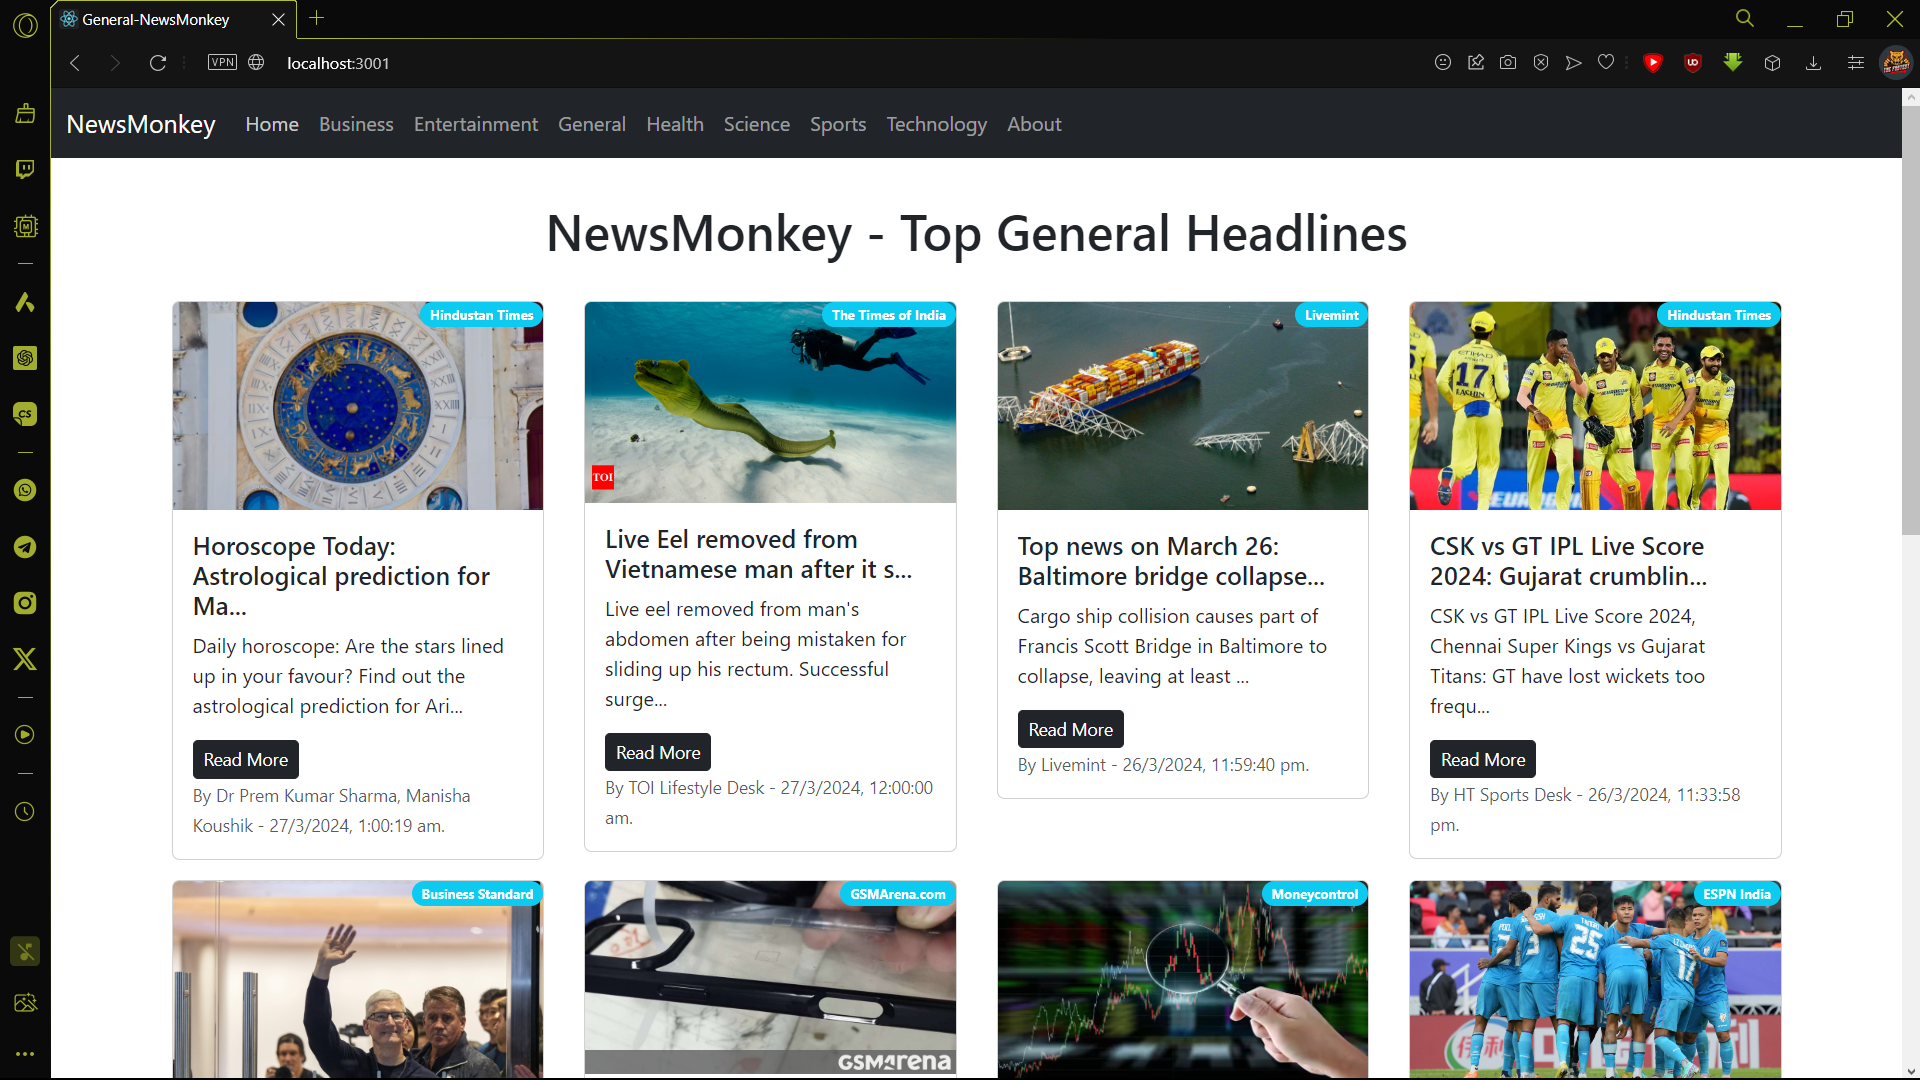 General-NewsMonkey
VPN
localhost:3001
NewsMonkey Home Business Entertainment General Health Science Sports Technology About
NewsMonkey - Top General Headlines
Hindustan Times
Horoscope Today:
Astrological prediction for
Ma...
Daily horoscope: Are the stars lined
up in your favour? Find out the
astrological prediction for Ari...
Read More
By Dr Prem Kumar Sharma, Manisha
Koushik - 27/3/2024, 1:00:19 am.
The Times of India
TOI
Live Eel removed from
Vietnamese man after it s...
Live eel removed from man's
abdomen after being mistaken for
sliding up his rectum. Successful
surge...
Read More
By TOI Lifestyle Desk - 27/3/2024, 12:00:00
am.
Livemint
Top news on March 26:
Baltimore bridge collapse...
Cargo ship collision causes part of
Francis Scott Bridge in Baltimore to
collapse, leaving at least ...
Read More
By Livemint - 26/3/2024, 11:59:40 pm.
Hindustan Times
ETIHAD
17
CSK vs GT IPL Live Score
2024: Gujarat crumblin...
CSK vs GT IPL Live Score 2024,
Chennai Super Kings vs Gujarat
Titans: GT have lost wickets too
frequ...
Read More
By HT Sports Desk - 26/3/2024, 11:33:58
pm.
Business Standard
GSMArena.com
GSMArena
Moneycontrol
ESPN India
25
17